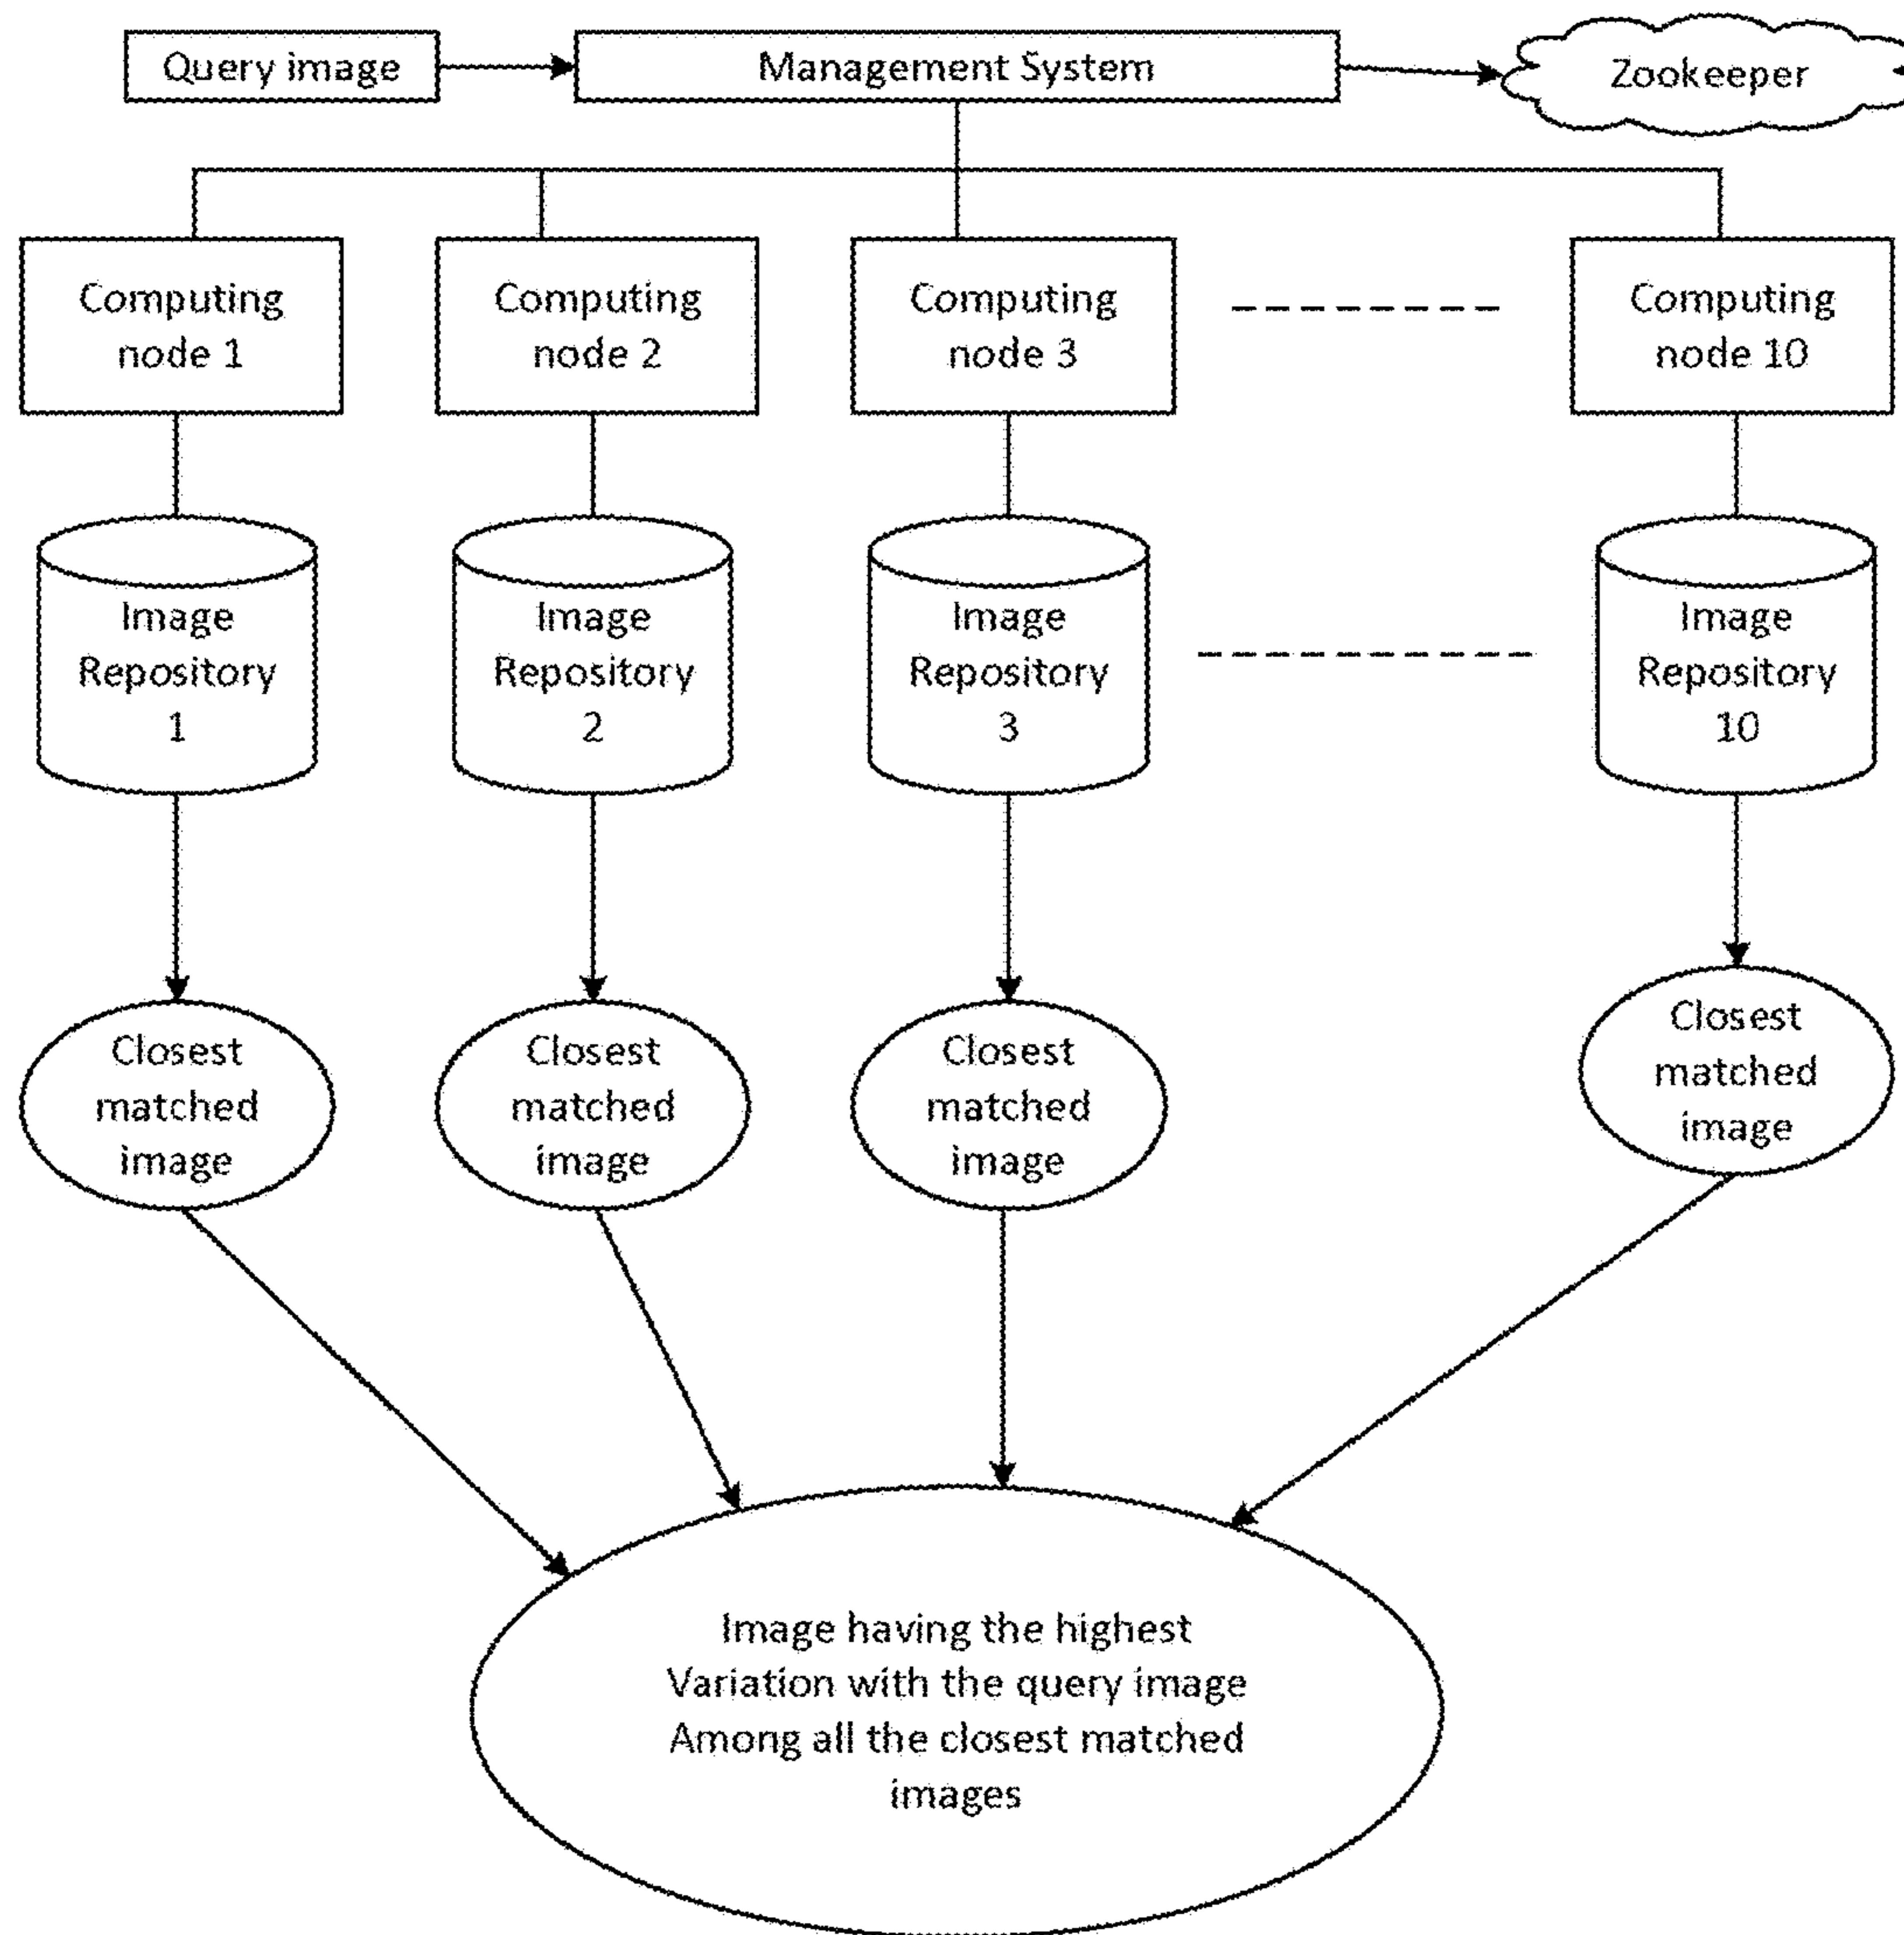 Query image
Management System
Zookeeper
Computing
node 1
Computing
node 2
Computing
node 3
Computing
node 10
Image
Repository
1
Image
Repository
2
Image
Repository
3
Image
Repository
10
Closest
matched
image
Closest
matched
image
Closest
matched
image
Closest
matched
image
Image having the highest
Variation with the query image
Among all the closest matched
images